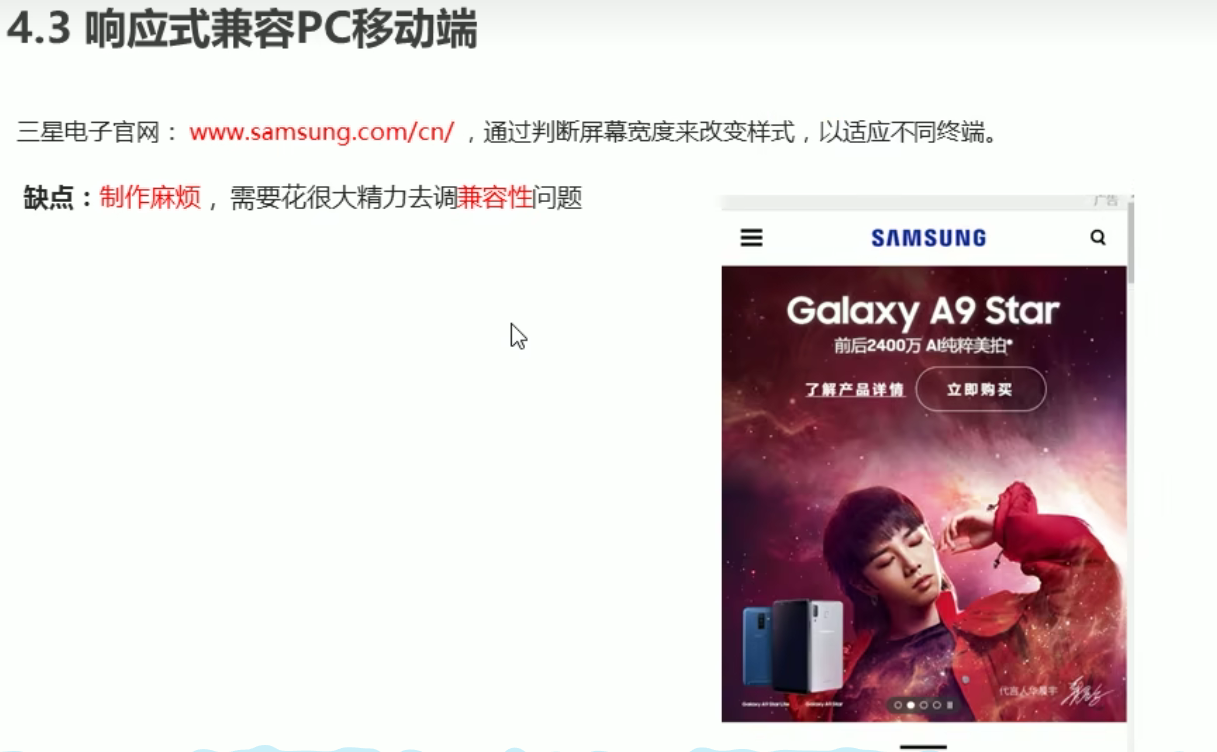 4.3 响应式兼容PC移动端
三星电子官网：www.samsung.com/cn/ ，通过判断屏幕宽度来改变样式，以适应不同终端。
缺点：制作麻烦， 需要花很大精力去调兼容性问题
广告
SAMSUNG
Galaxy A9 Star
前后2400万 AI纯粹美拍*
了解产品详情 立即购买
代言人华晨宇
Galaxy A9 Star Lite Galaxy A9 Star